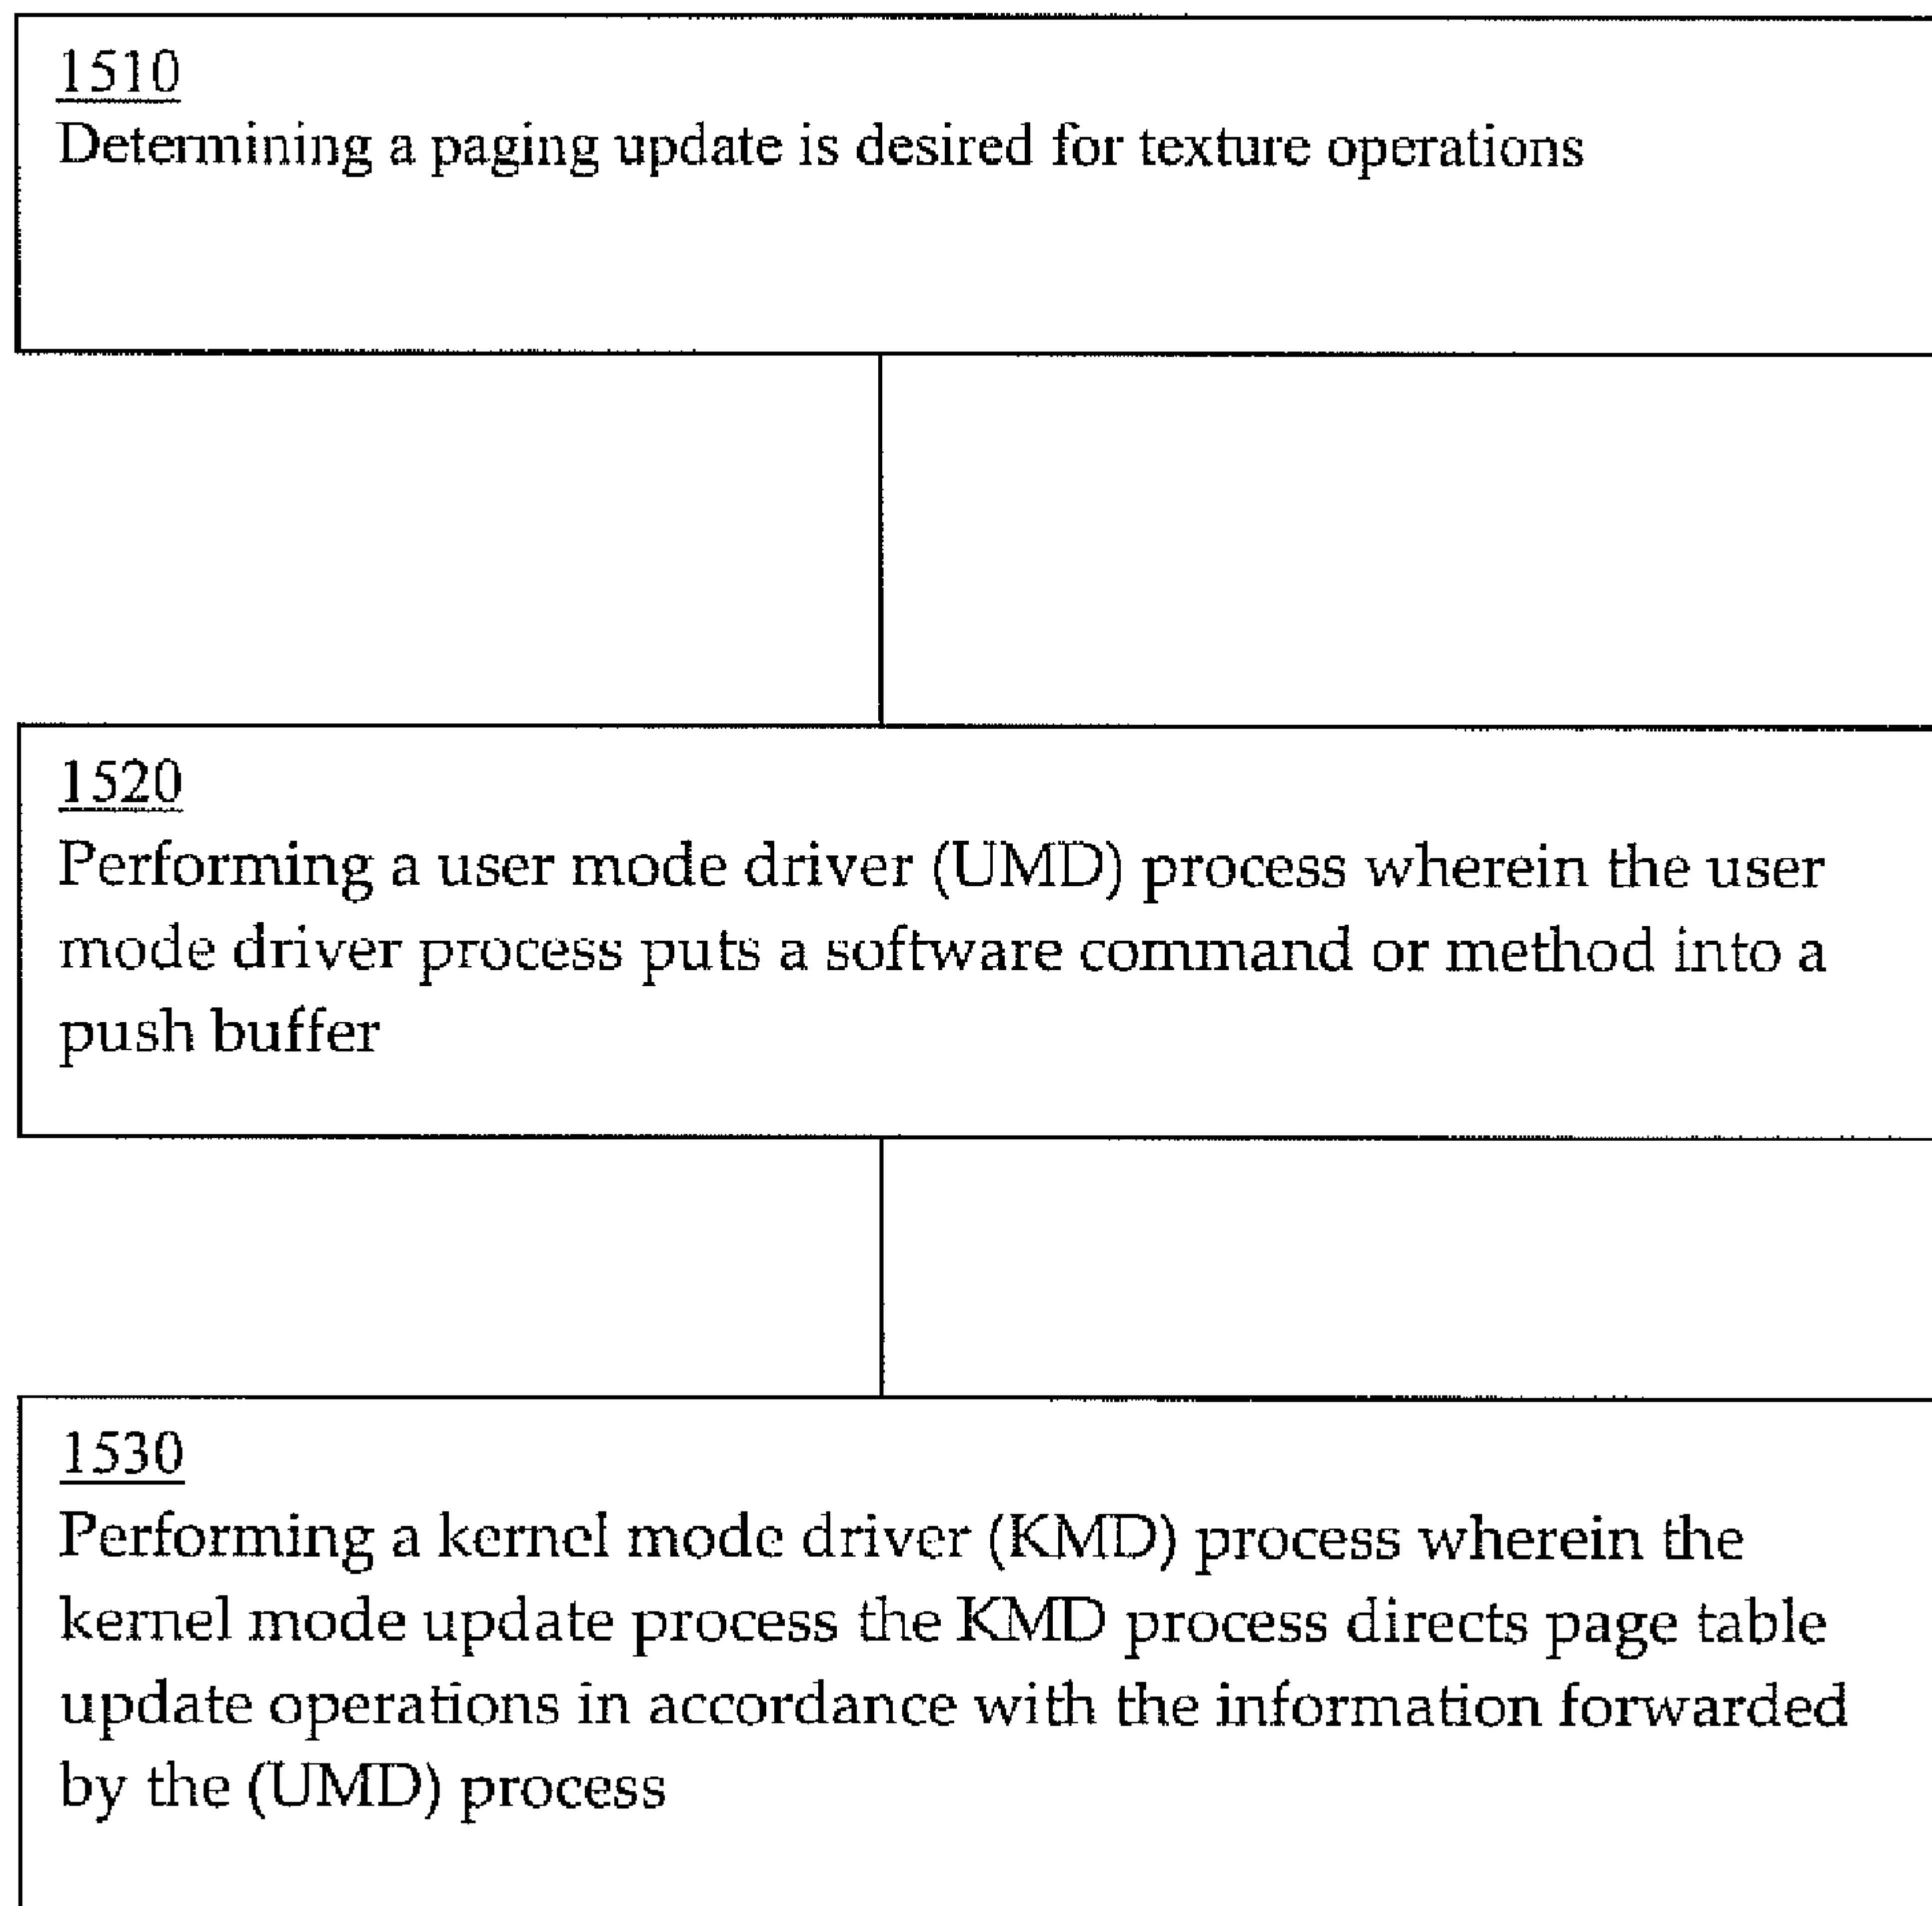 1510
Determining a paging update is desired for texture operations
1520
Performing a user mode driver (UMD) process wherein the user
mode driver process puts a software command or method into a
push buffer
1530
Performing a kernel mode driver (KMD) process wherein the
kernel mode update process the KMD process directs page table
update operations in accordance with the information forwarded
by the (UMD) process